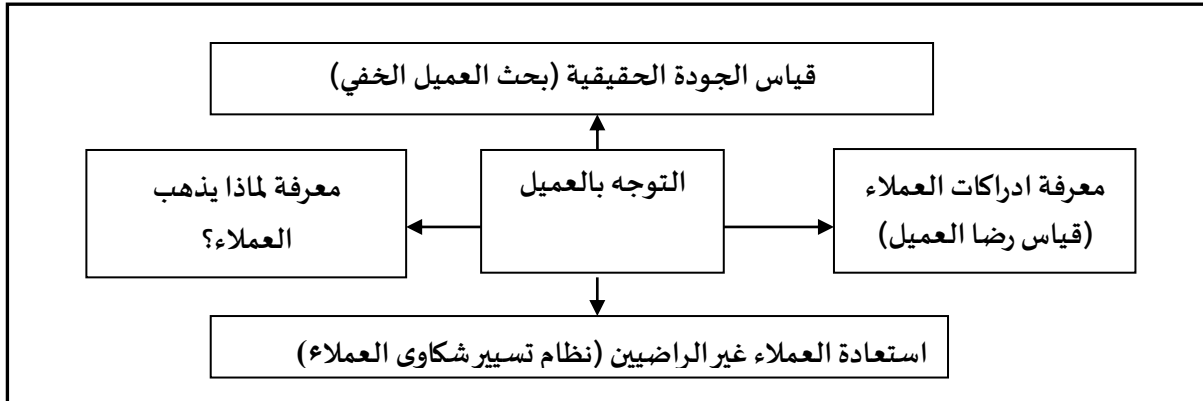 قياس الجودة الحقيقية (بحث العميل الخفي)
معرفة ادراكات العملاء
(قياس رضا العميل)
التوجه بالعميل
معرفة لماذا يذهب
العملاء؟
استعادة العملاء غير الراضيين (نظام تسيير شكاوى العملاء)